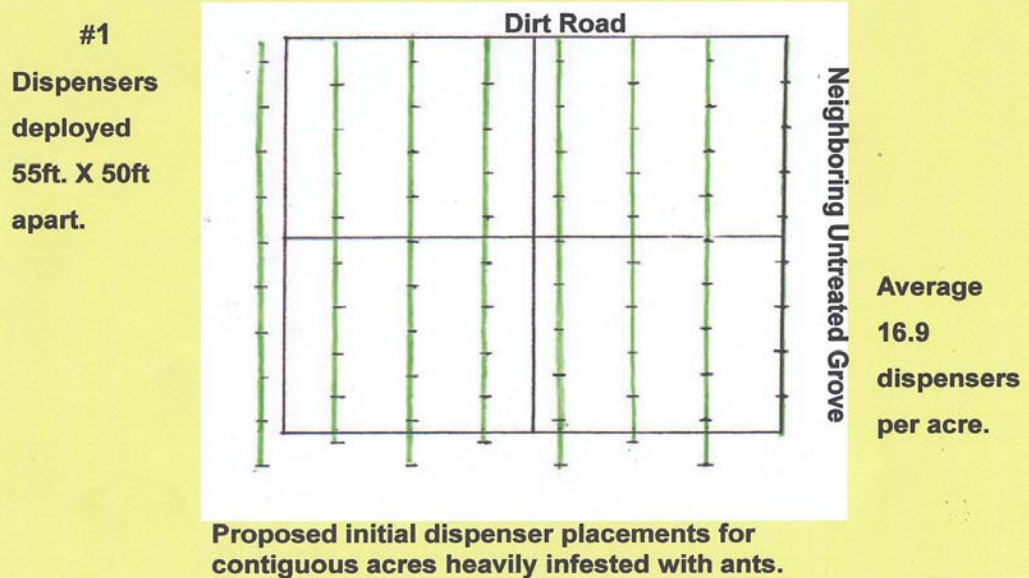 #1
Dispensers
deployed
55ft. X 50ft
apart.
Dirt Road
Neighboring Untreated Grove
Average
16.9
dispensers
per acre.
Proposed initial dispenser placements for
contiguous acres heavily infested with ants.